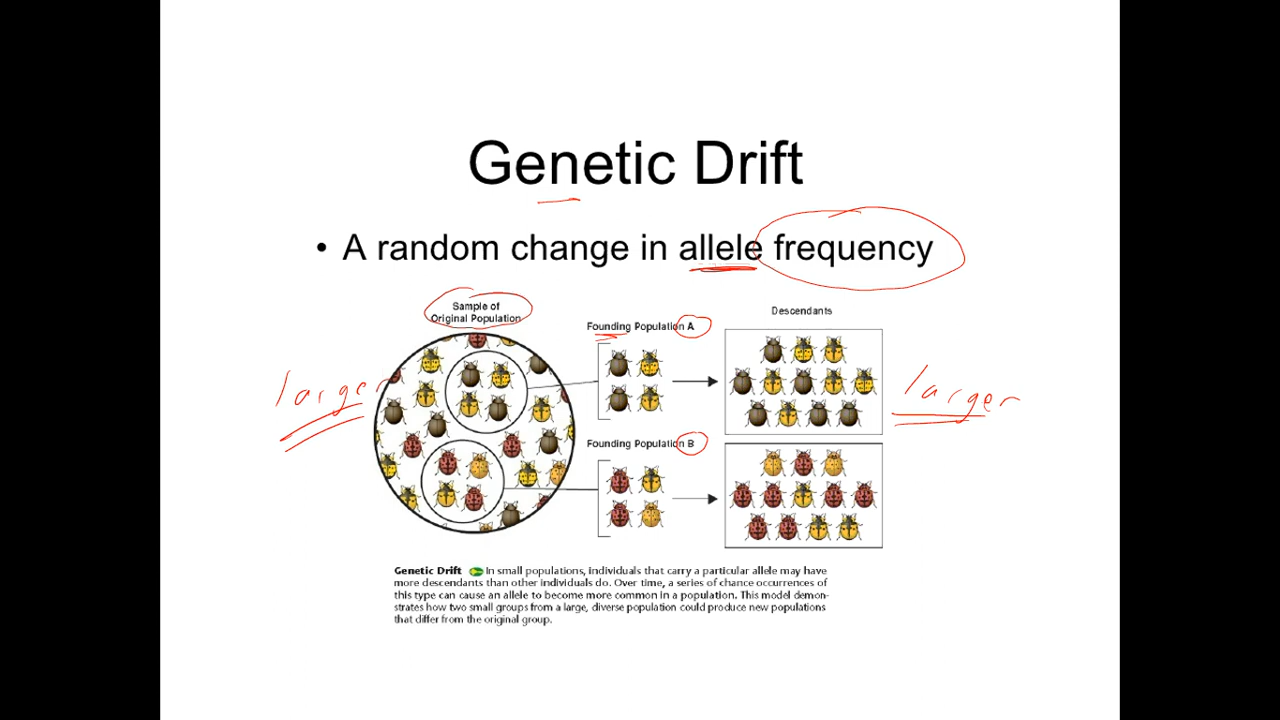 Genetic Drift
• A random change in allele frequency
Sample of
Original Population
Founding Population A
Descendants
larger
larger
Founding Population B
Genetic Drift In small populations, individuals that carry a particular allele may have
more descendants than other individuals do. Over time, a series of chance occurrences of
this type can cause an allele to become more common in a population. This model demon-
strates how two small groups from a large, diverse population could produce new populations
that differ from the original group.